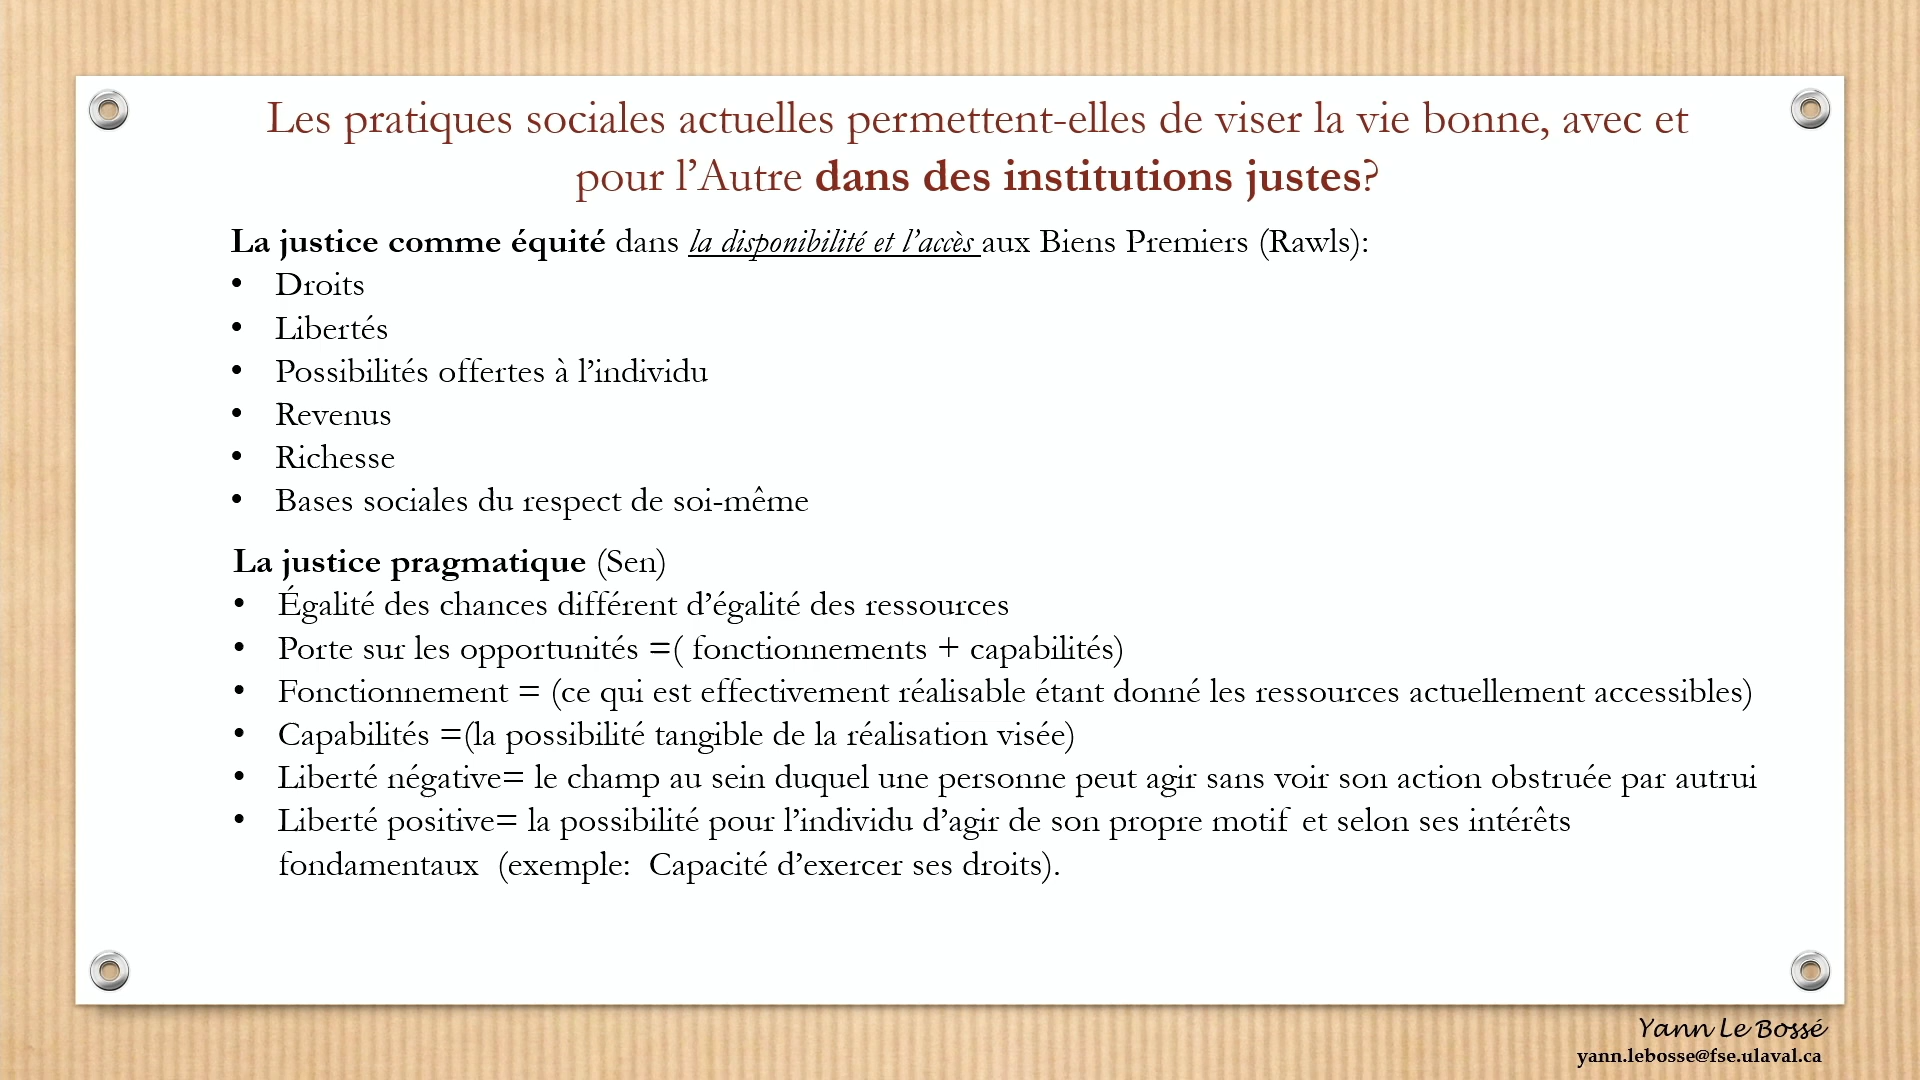 Les pratiques sociales actuelles permettent-elles de viser la vie bonne, avec et
pour l’Autre dans des institutions justes?
La justice comme équité dans la disponibilité et l’accès aux Biens Premiers (Rawls):
• Droits
• Libertés
• Possibilités offertes à l’individu
• Revenus
• Richesse
• Bases sociales du respect de soi-même
La justice pragmatique (Sen)
• Égalité des chances différent d’égalité des ressources
• Porte sur les opportunités =( fonctionnements + capabilités)
• Fonctionnement = (ce qui est effectivement réalisable étant donné les ressources actuellement accessibles)
• Capabilités =(la possibilité tangible de la réalisation visée)
• Liberté négative= le champ au sein duquel une personne peut agir sans voir son action obstruée par autrui
• Liberté positive= la possibilité pour l’individu d’agir de son propre motif et selon ses intérêts
fondamentaux (exemple: Capacité d’exercer ses droits).
Yann Le Bossé
yann.lebosse@fse.ulaval.ca